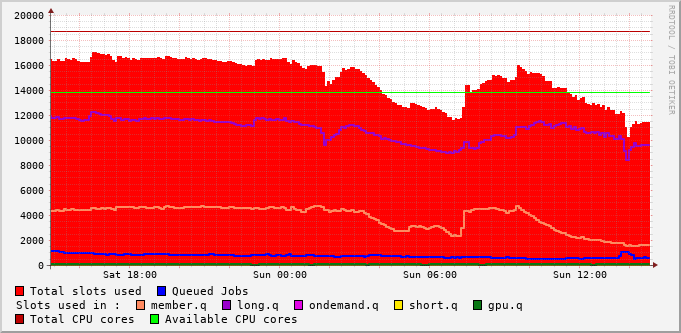 20000
18000
16000
14000
12000
10000
8000
6000
4000
2000
0
Sat 18:00 Sun 00:00 Sun 06:00 Sun 12:00
RRDTOOL / TOBI OETIKER
Total slots used Queued Jobs
Slots used in : member.q long.q ondemand.q short.q gpu.q
Total CPU cores Available CPU cores